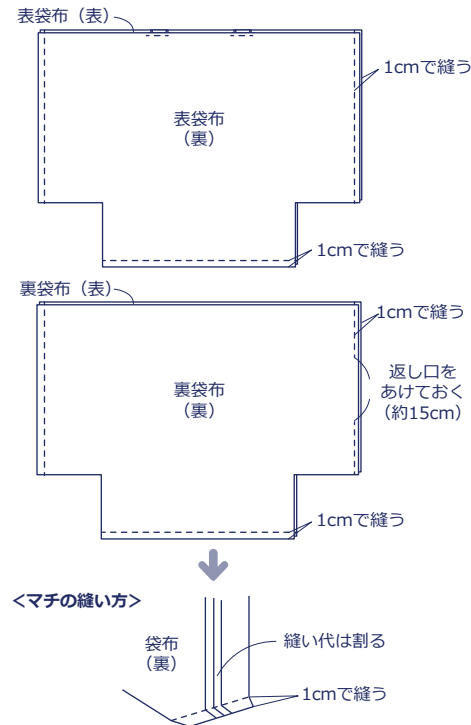 表袋布（表）
1cmで縫う
表袋布
（裏）
1cmで縫う
裏袋布（表）
1cmで縫う
裏袋布
（裏）
返し口を
あけておく
（約15cm）
1cmで縫う
＜マチの縫い方＞
袋布
（裏）
縫い代は割る
1cmで縫う